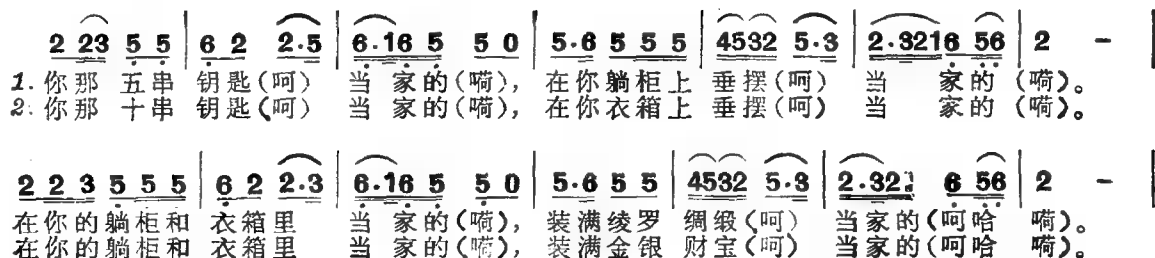 2 23 5 5 | 6 2 2·5 | 6·16 5 5 0 | 5·6 5 5 5 | 4532 5·3 | 2·3216 56 | 2 – |
1. 你那 五串 钥匙(呵) 当 家的(嗬), 在你躺柜上 垂摆(呵) 当 家的 (嗬)。
2. 你那 十串 钥匙(呵) 当 家的(嗬), 在你衣箱上 垂摆(呵) 当 家的 (嗬)。
2 2 3 5 5 5 | 6 2 2·3 | 6·16 5 5 0 | 5·6 5 5 | 4532 5·3 | 2·321 6 56 | 2 – |
在你的躺柜和 衣箱里 当 家的(嗬), 装满绫罗 绸缎(呵) 当家的(呵哈 嗬)。
在你的躺柜和 衣箱里 当 家的(嗬), 装满金银 财宝(呵) 当家的(呵哈 嗬)。